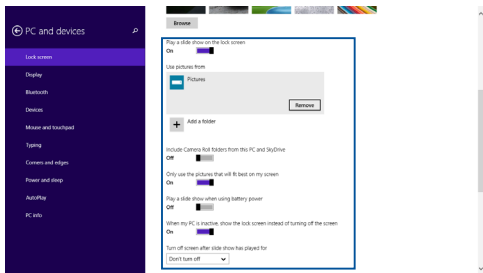 PC and devices
Lock screen
Display
Bluetooth
Devices
Mouse and touchpad
Typing
Corners and edges
Power and sleep
AutoPlay
PC info
Browse
Play a slide show on the lock screen
On
Use pictures from
Pictures
Remove
Add a folder
Include Camera Roll folders from this PC and SkyDrive
Off
Only use the pictures that will fit best on my screen
On
Play a slide show when using battery power
Off
When my PC is inactive, show the lock screen instead of turning off the screen
On
Turn off screen after slide show has played for
Don't turn off